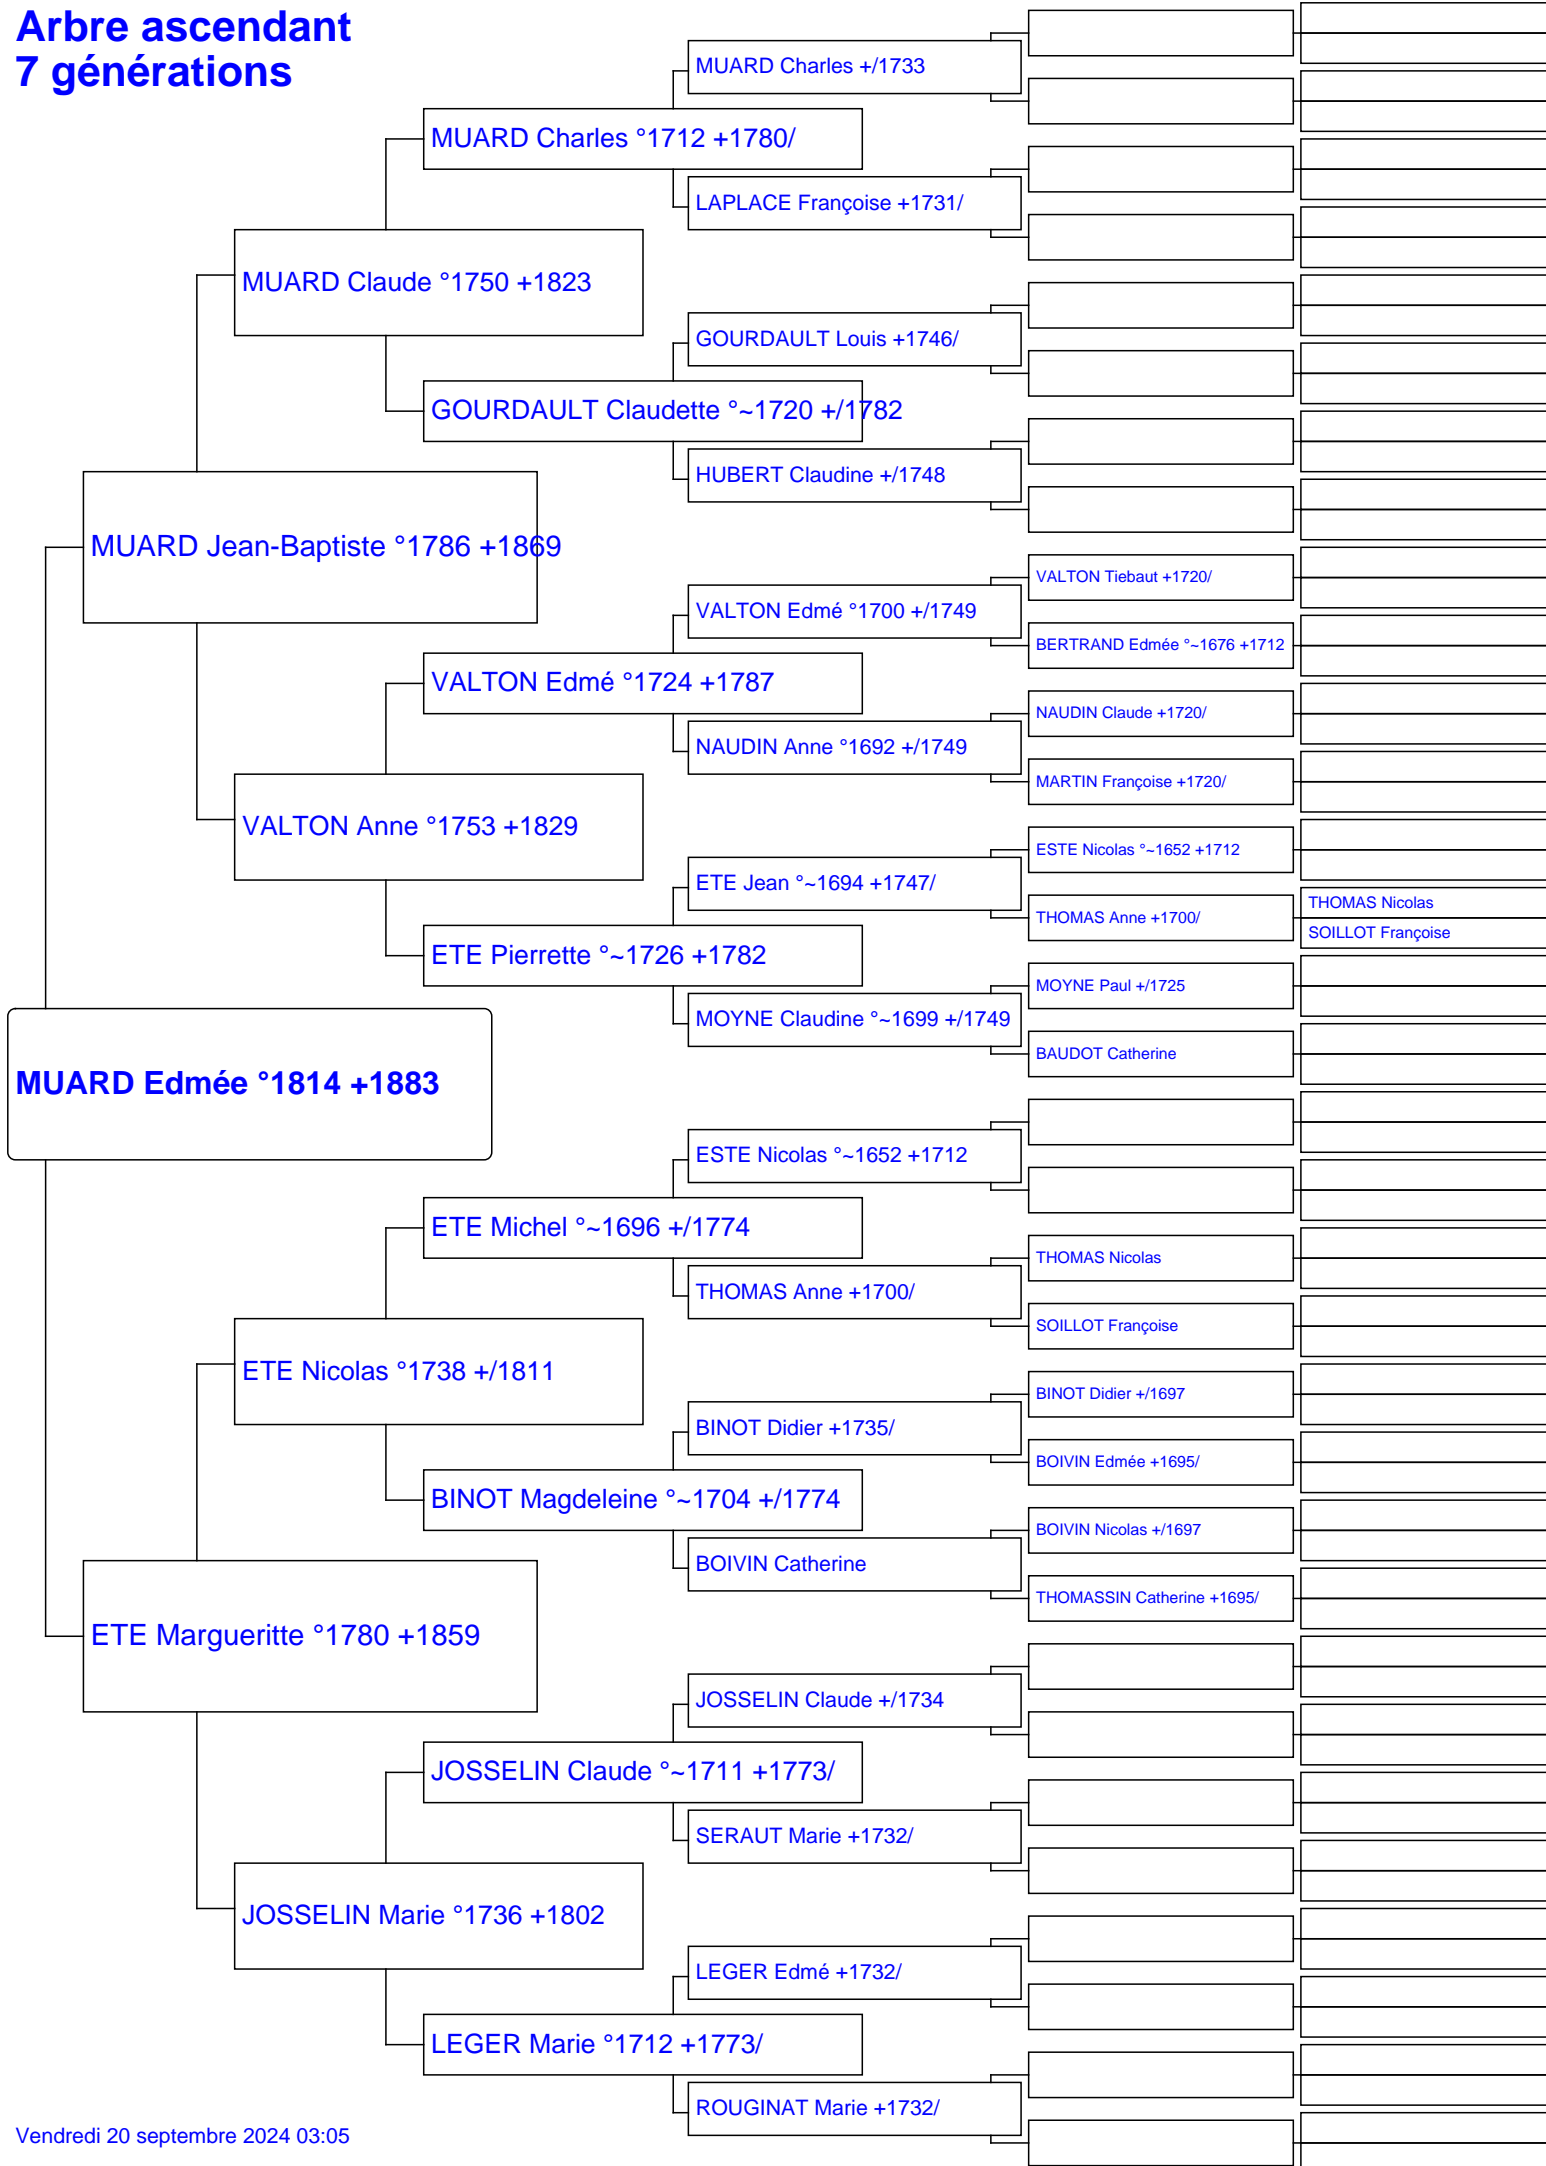 Arbre ascendant
7 générations
MUARD Charles +/1733
MUARD Charles °1712 +1780/
LAPLACE Françoise +1731/
MUARD Claude °1750 +1823
GOURDAULT Louis +1746/
GOURDAULT Claudette °~1720 +/1782
HUBERT Claudine +/1748
MUARD Jean-Baptiste °1786 +1869
VALTON Tiebaut +1720/
VALTON Edmé °1700 +/1749
BERTRAND Edmée °~1676 +1712
VALTON Edmé °1724 +1787
NAUDIN Claude +1720/
NAUDIN Anne °1692 +/1749
MARTIN Françoise +1720/
VALTON Anne °1753 +1829
ESTE Nicolas °~1652 +1712
ETE Jean °~1694 +1747/
THOMAS Nicolas
THOMAS Anne +1700/
SOILLOT Françoise
ETE Pierrette °~1726 +1782
MOYNE Paul +/1725
MOYNE Claudine °~1699 +/1749
BAUDOT Catherine
MUARD Edmée °1814 +1883
ESTE Nicolas °~1652 +1712
ETE Michel °~1696 +/1774
THOMAS Nicolas
THOMAS Anne +1700/
SOILLOT Françoise
ETE Nicolas °1738 +/1811
BINOT Didier +/1697
BINOT Didier +1735/
BOIVIN Edmée +1695/
BINOT Magdeleine °~1704 +/1774
BOIVIN Nicolas +/1697
BOIVIN Catherine
THOMASSIN Catherine +1695/
ETE Margueritte °1780 +1859
JOSSELIN Claude +/1734
JOSSELIN Claude °~1711 +1773/
SERAUT Marie +1732/
JOSSELIN Marie °1736 +1802
LEGER Edmé +1732/
LEGER Marie °1712 +1773/
ROUGINAT Marie +1732/
Vendredi 20 septembre 2024 03:05